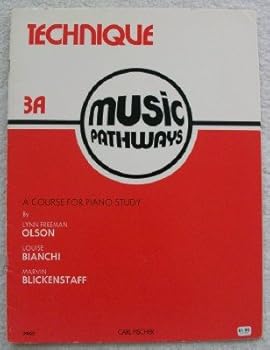 TECHNIQUE
3A
MUSIC
PATHWAYS
A COURSE FOR PIANO STUDY
By
LYNN FREEMAN
OLSON
LOUISE
BIANCHI
MARVIN
BLICKENSTAFF
CARL FISCHER